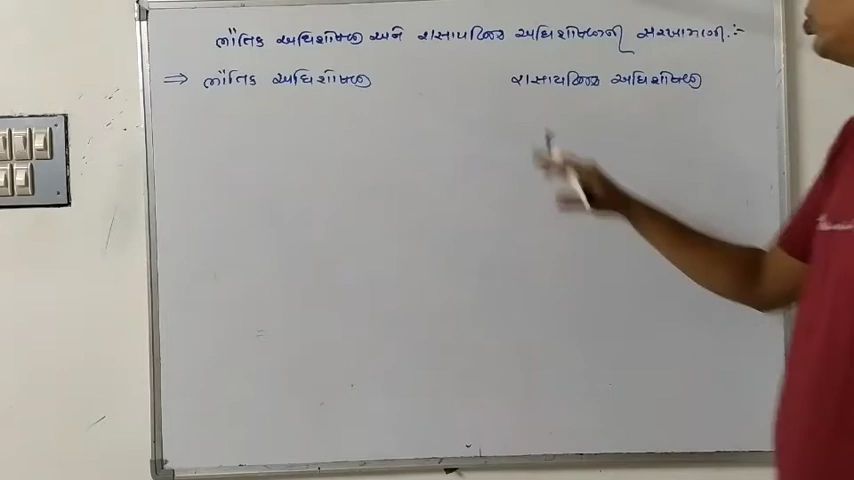 ભૌતિક અધિશોષણ અને રાસાયણિક અધિશોષણની સરખામણી :-
⇒ ભૌતિક અધિશોષણ રાસાયણિક અધિશોષણ